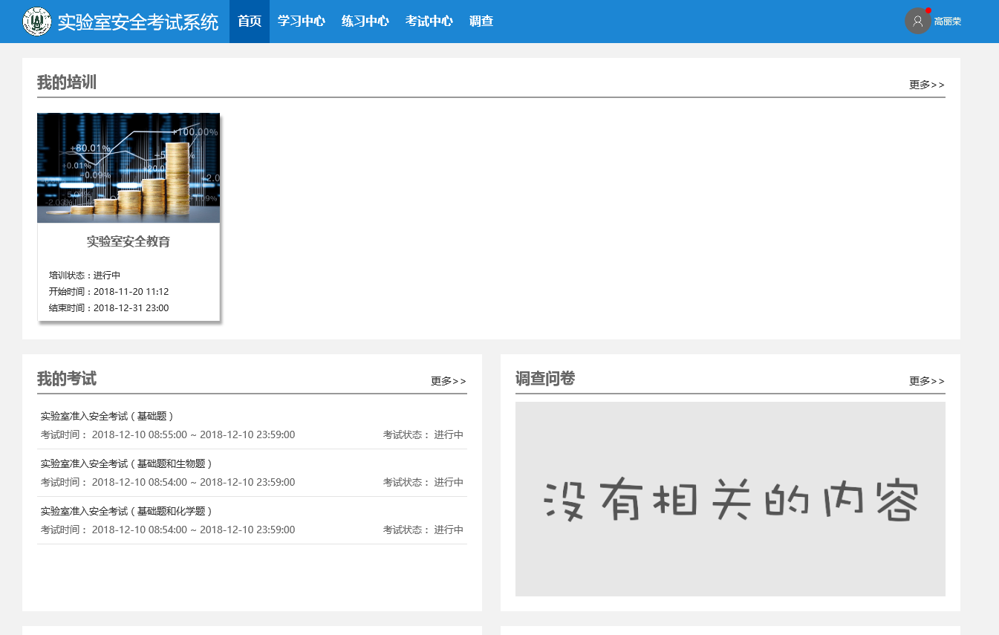 实验室安全考试系统 首页 学习中心 练习中心 考试中心 调查 高丽荣
我的培训 更多>>
+100.00%
+80.01%
+0.01%
+0.09%
实验室安全教育
培训状态：进行中
开始时间：2018-11-20 11:12
结束时间：2018-12-31 23:00
我的考试 更多>>
实验室准入安全考试（基础题）
考试时间： 2018-12-10 08:55:00 ~ 2018-12-10 23:59:00 考试状态： 进行中
实验室准入安全考试（基础题和生物题）
考试时间： 2018-12-10 08:54:00 ~ 2018-12-10 23:59:00 考试状态： 进行中
实验室准入安全考试（基础题和化学题）
考试时间： 2018-12-10 08:54:00 ~ 2018-12-10 23:59:00 考试状态： 进行中
调查问卷 更多>>
没有相关的内容